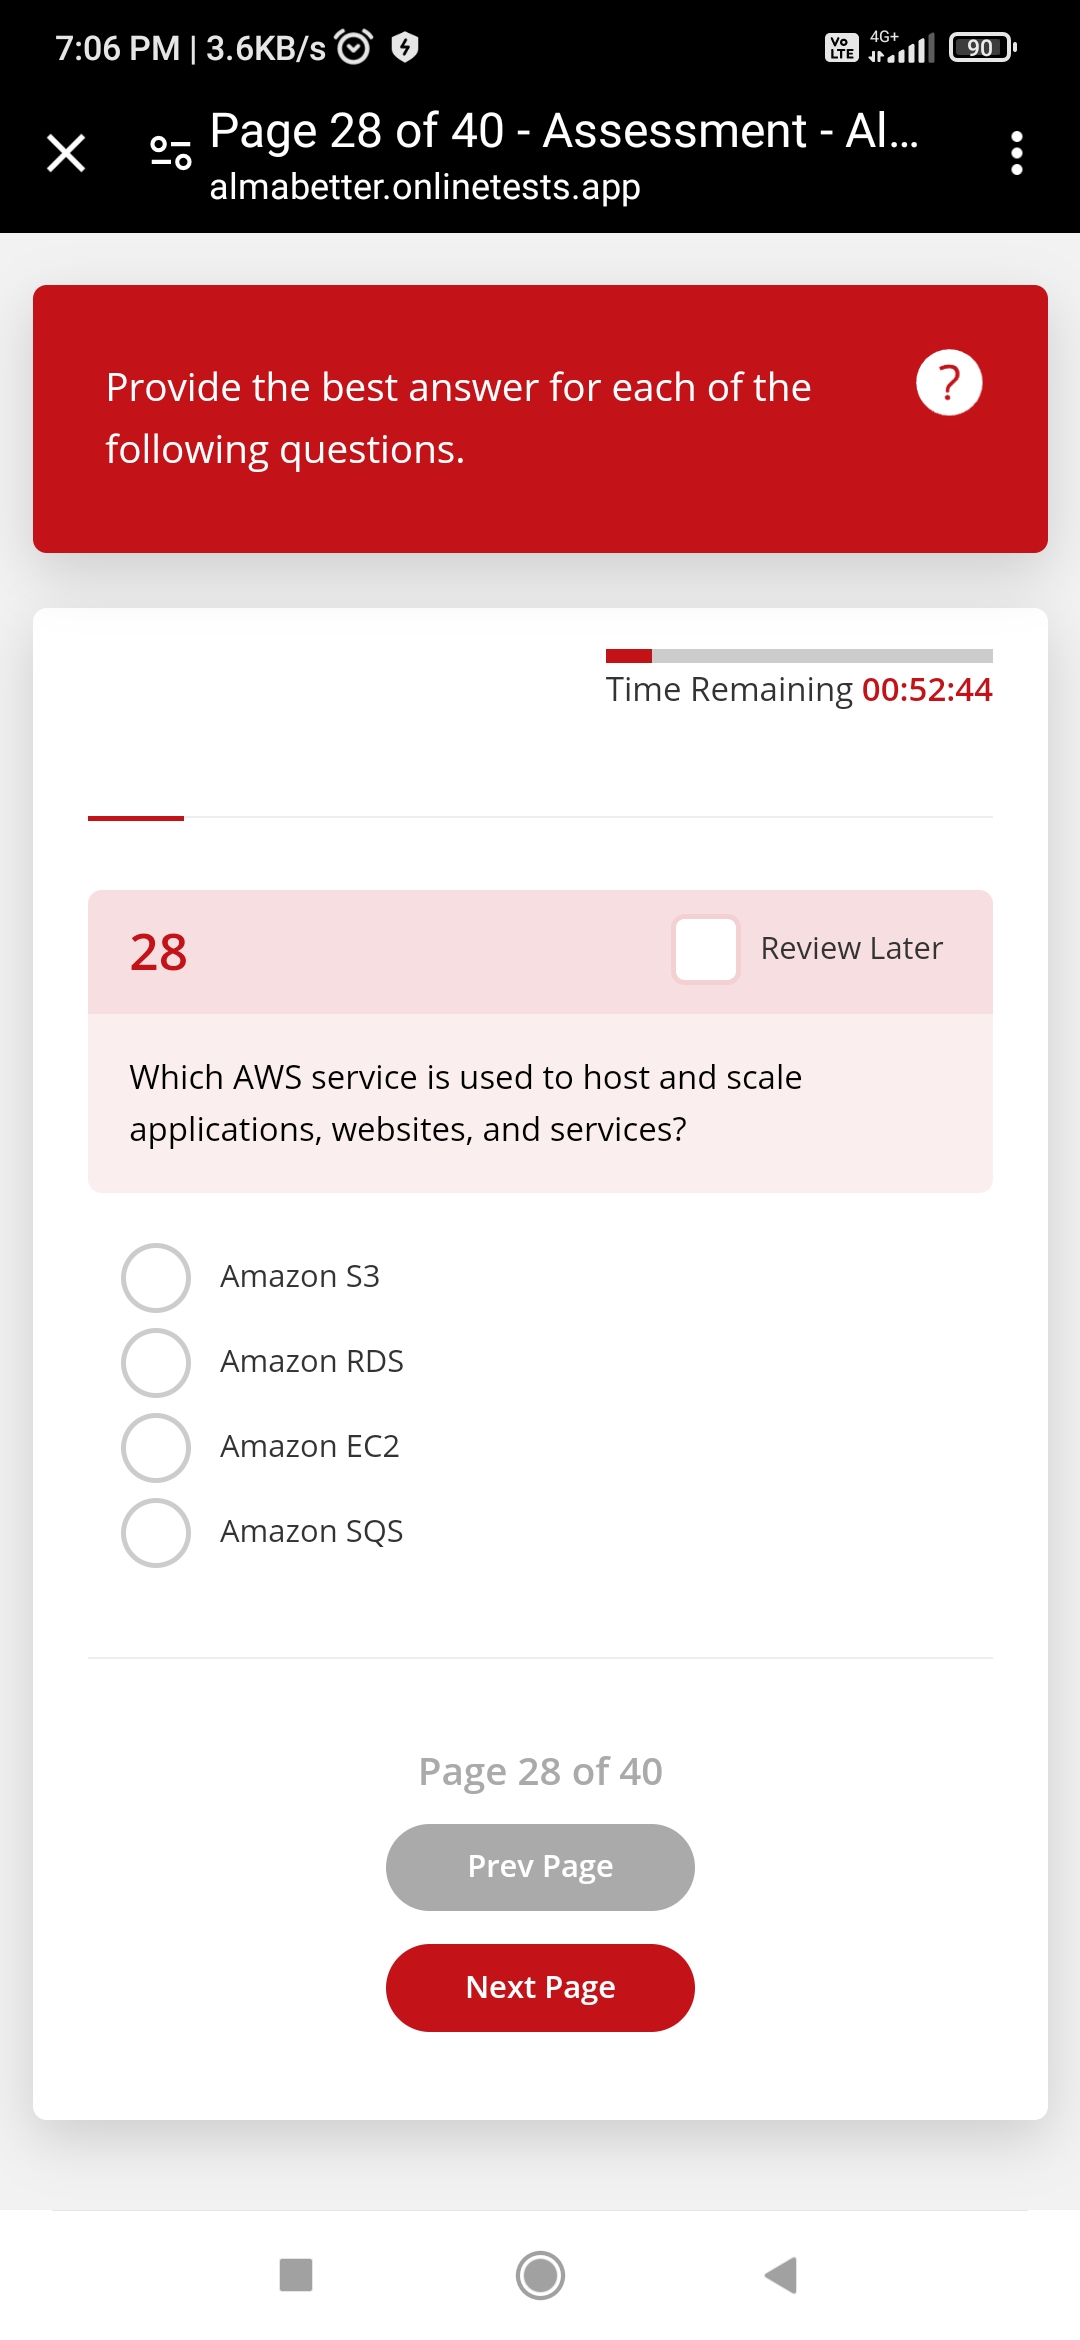 7:06 PM | 3.6KB/s
Vo LTE 4G+ 90
Page 28 of 40 - Assessment - Al...
almabetter.onlinetests.app
Provide the best answer for each of the
following questions.
?
Time Remaining 00:52:44
28
Review Later
Which AWS service is used to host and scale
applications, websites, and services?
Amazon S3
Amazon RDS
Amazon EC2
Amazon SQS
Page 28 of 40
Prev Page
Next Page